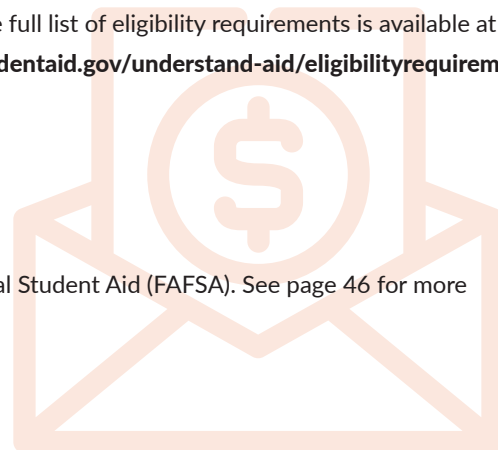 full list of eligibility requirements is available at
dentaid.gov/understand-aid/eligibilityrequirem
$
al Student Aid (FAFSA). See page 46 for more